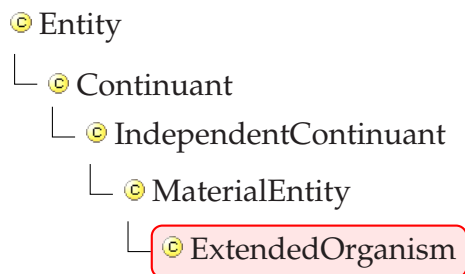 © Entity
© Continuant
© IndependentContinuant
© MaterialEntity
© ExtendedOrganism